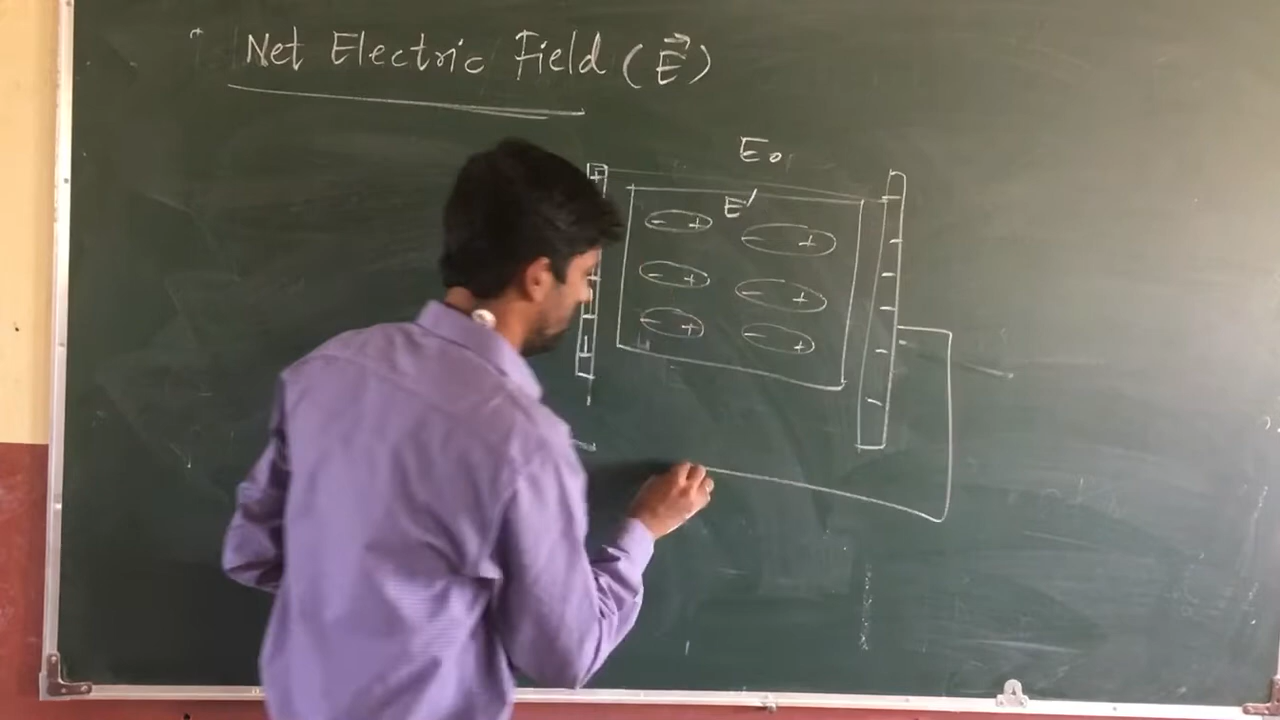 Net Electric Field (E⃗)
E₀
E′
+
- + - +
- + - +
- + - +